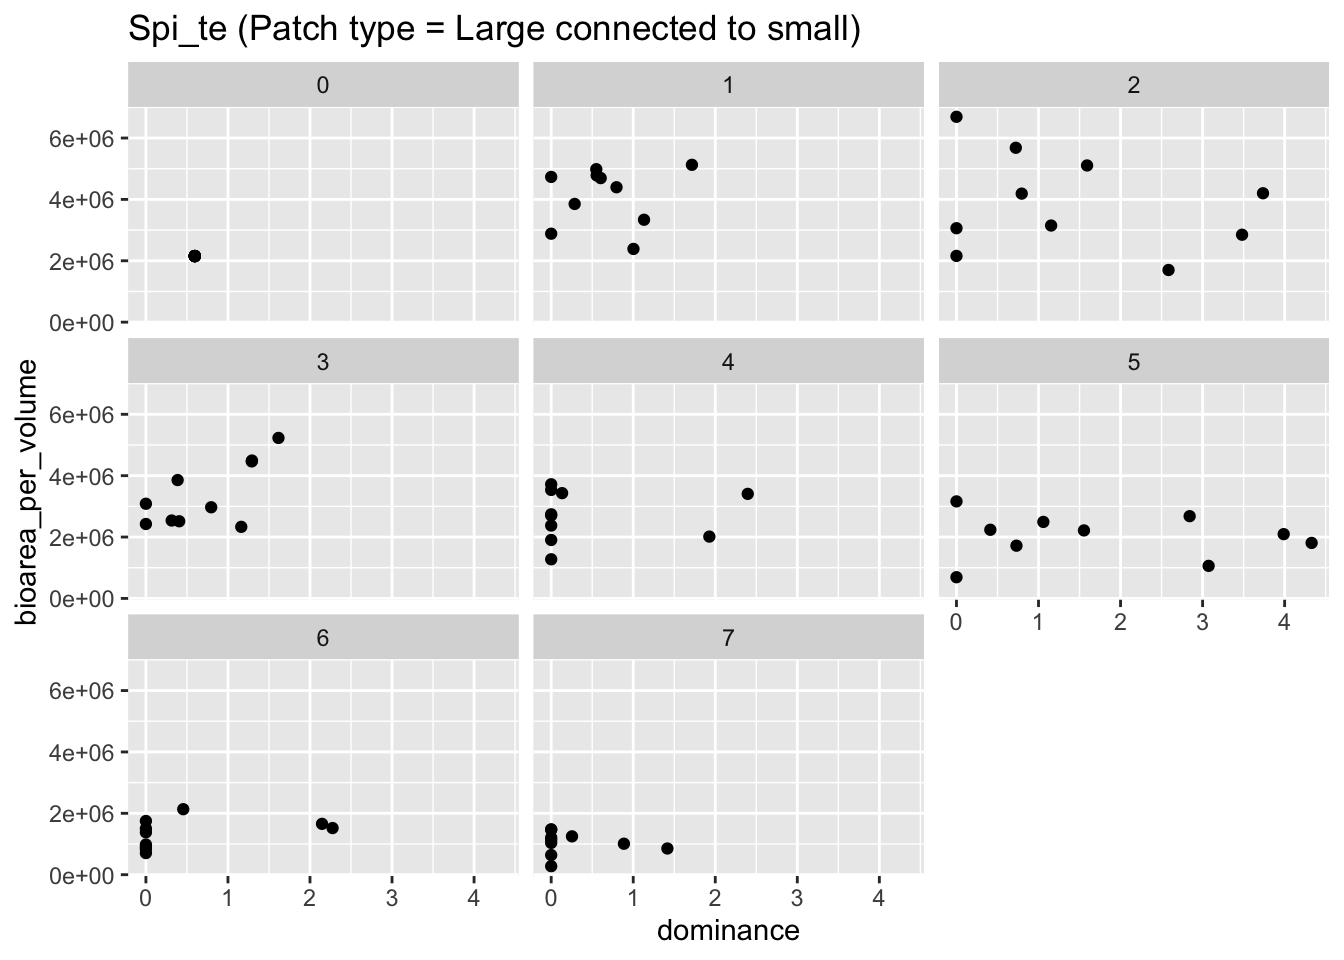 Spi_te (Patch type = Large connected to small)
0 1 2
6e+06
4e+06
2e+06
0e+00
3 4 5
6e+06
4e+06
2e+06
0e+00
0 1 2 3 4
6 7
6e+06
4e+06
2e+06
0e+00
0 1 2 3 4 0 1 2 3 4
dominance
bioarea_per_volume